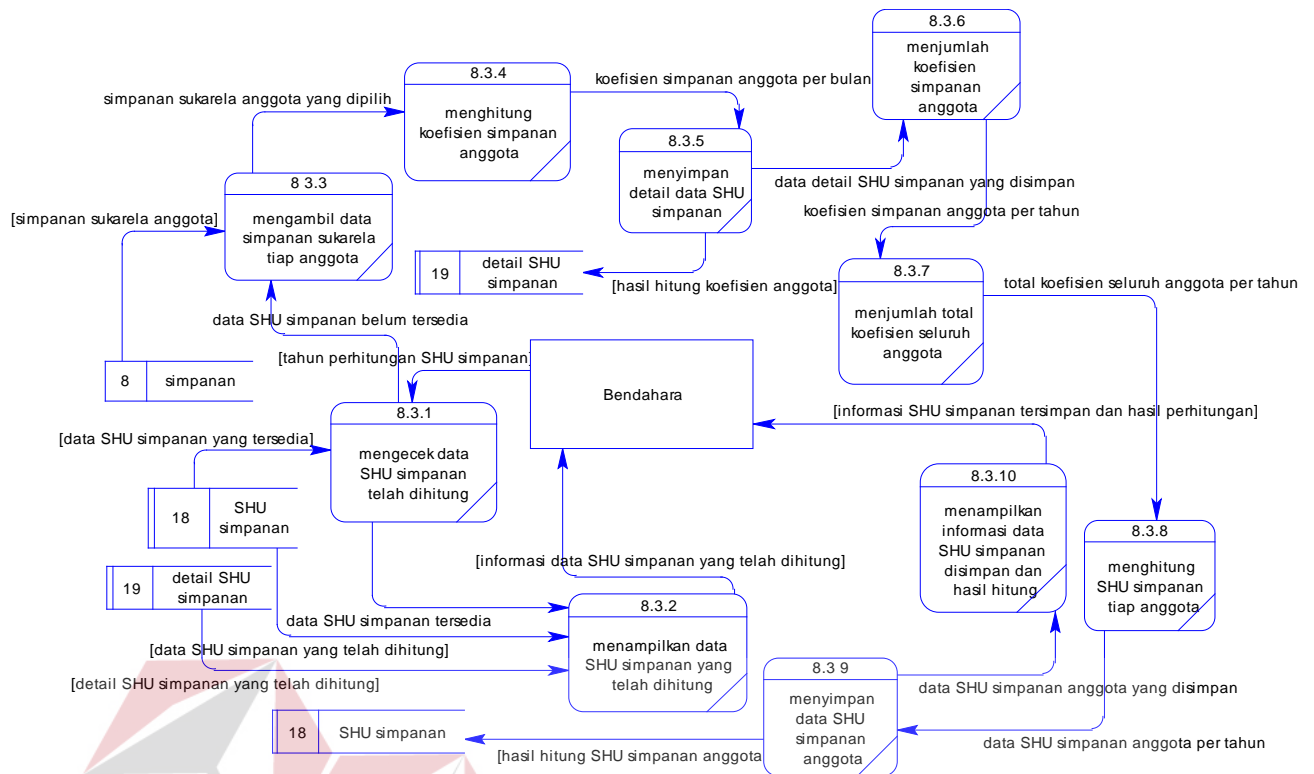 8.3.6
menjumlah
koefisien
simpanan
anggota
8.3.4
menghitung
koefisien simpanan
anggota
koefisien simpanan anggota per bulan
simpanan sukarela anggota yang dipilih
8.3.5
menyimpan
detail data SHU
simpanan
data detail SHU simpanan yang disimpan
8 3.3
mengambil data
simpanan sukarela
tiap anggota
[simpanan sukarela anggota]
koefisien simpanan anggota per tahun
19
detail SHU
simpanan
[hasil hitung koefisien anggota]
8.3.7
menjumlah total
koefisien seluruh
anggota
total koefisien seluruh anggota per tahun
data SHU simpanan belum tersedia
[tahun perhitungan SHU simpanan]
8
simpanan
Bendahara
8.3.1
mengecek data
SHU simpanan
telah dihitung
[informasi SHU simpanan tersimpan dan hasil perhitungan]
[data SHU simpanan yang tersedia]
18
SHU
simpanan
8.3.10
menampilkan
informasi data
SHU simpanan
disimpan dan
hasil hitung
8.3.8
menghitung
SHU simpanan
tiap anggota
[informasi data SHU simpanan yang telah dihitung]
19
detail SHU
simpanan
8.3.2
menampilkan data
SHU simpanan yang
telah dihitung
data SHU simpanan tersedia
[data SHU simpanan yang telah dihitung]
[detail SHU simpanan yang telah dihitung]
8.3 9
menyimpan
data SHU
simpanan
anggota
data SHU simpanan anggota yang disimpan
18
SHU simpanan
[hasil hitung SHU simpanan anggota
data SHU simpanan anggota per tahun